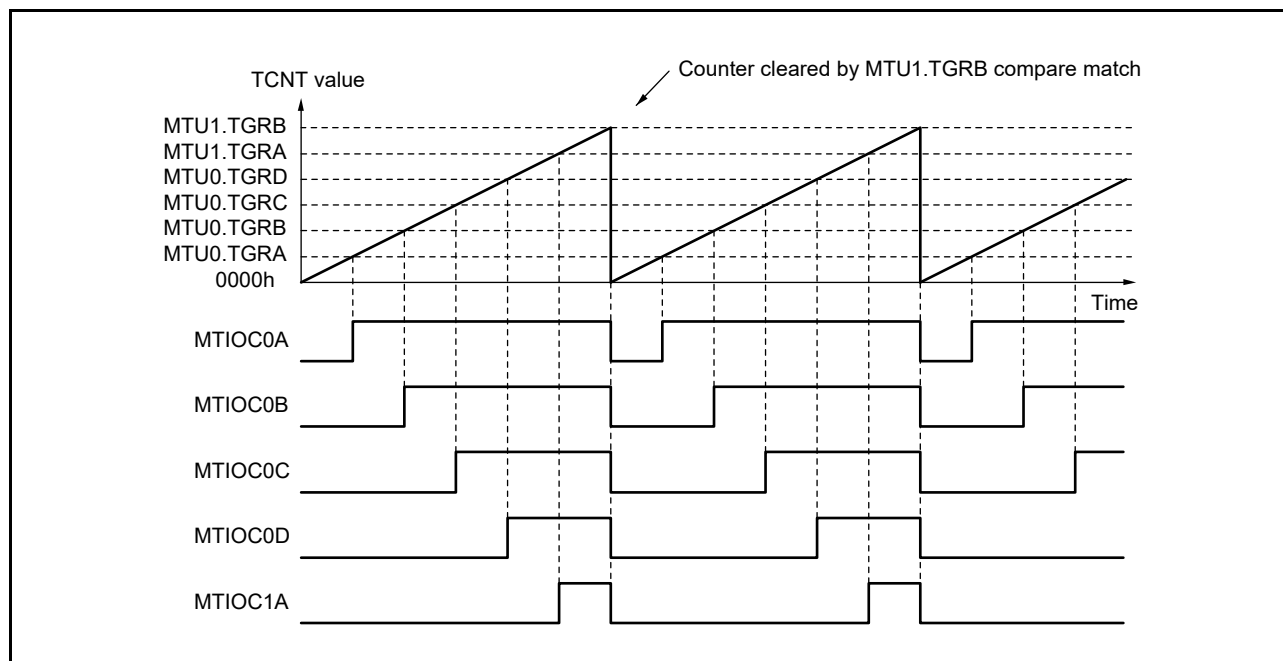 Counter cleared by MTU1.TGRB compare match
TCNT value
MTU1.TGRB
MTU1.TGRA
MTU0.TGRD
MTU0.TGRC
MTU0.TGRB
MTU0.TGRA
0000h
Time
MTIOC0A
MTIOC0B
MTIOC0C
MTIOC0D
MTIOC1A